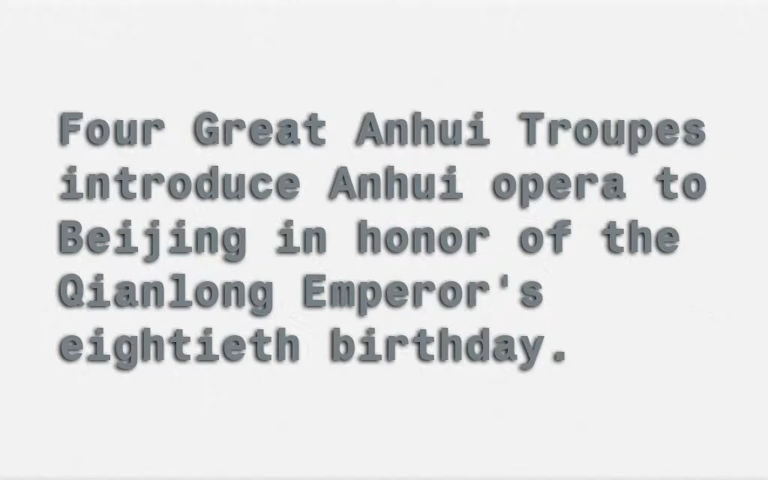 Four Great Anhui Troupes
introduce Anhui opera to
Beijing in honor of the
Qianlong Emperor's
eightieth birthday.